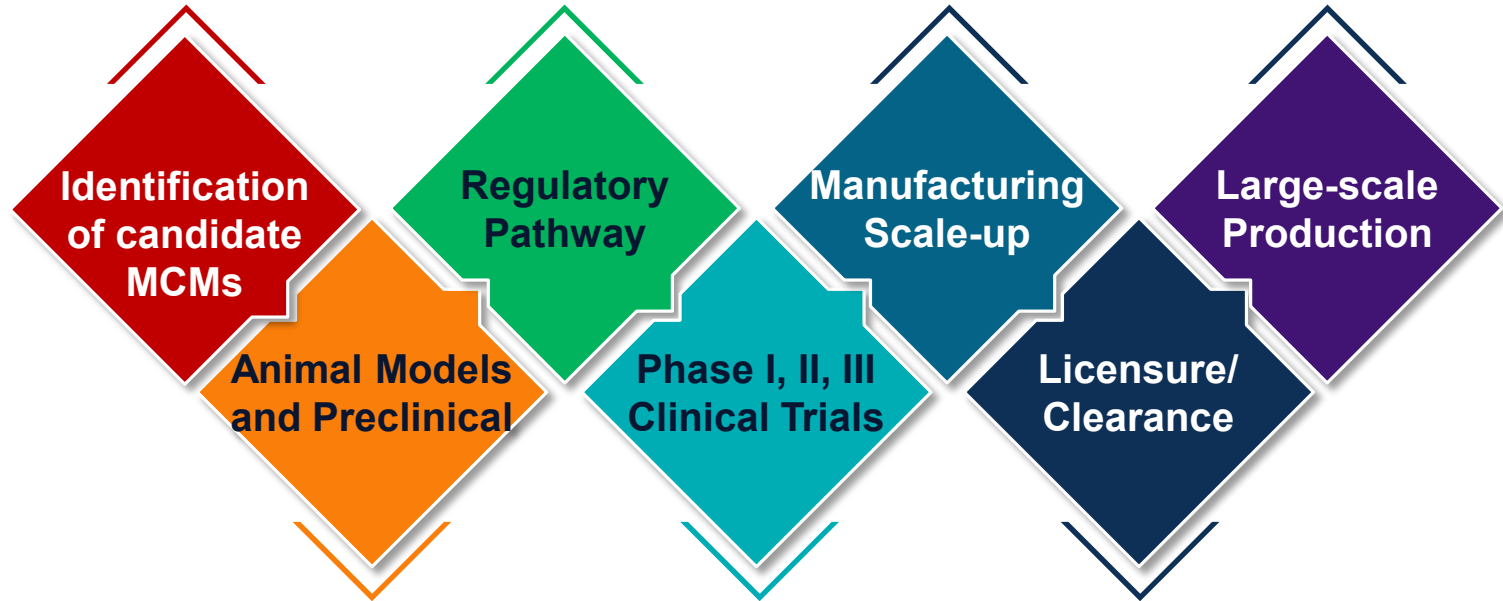 Identification
of candidate
MCMs
Animal Models
and Preclinical
Regulatory
Pathway
Phase I, II, III
Clinical Trials
Manufacturing
Scale-up
Licensure/
Clearance
Large-scale
Production